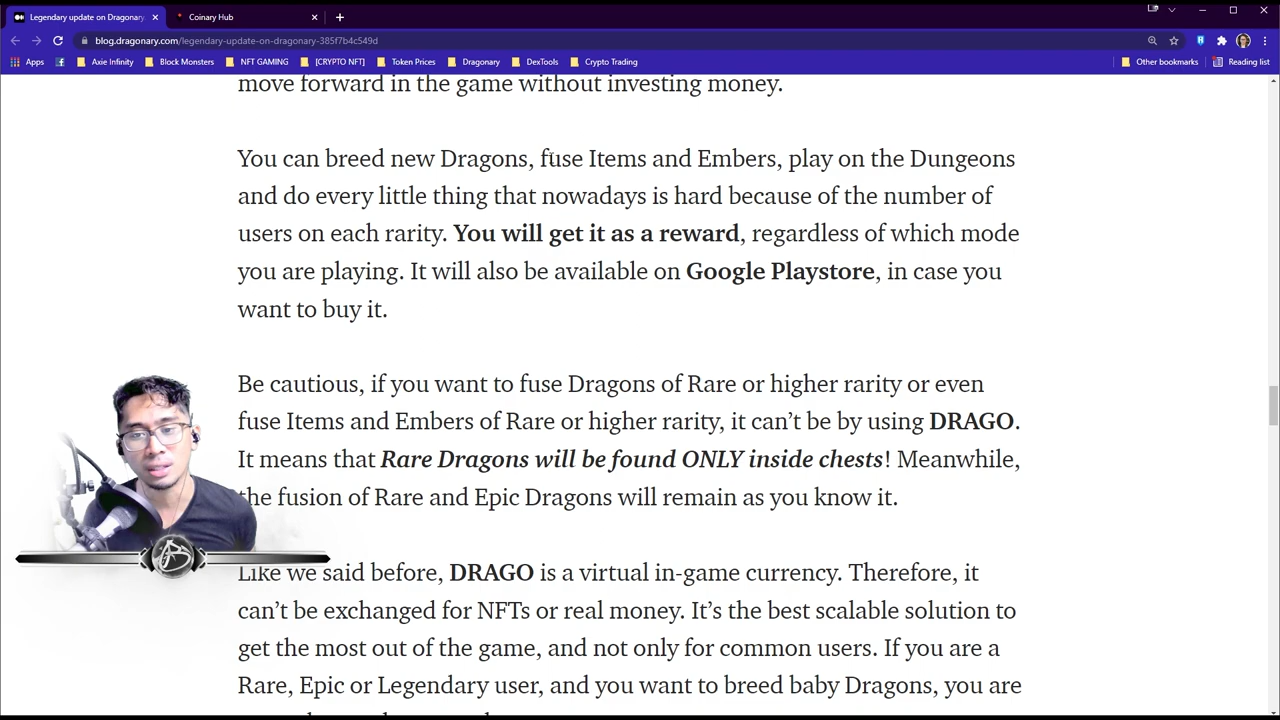 Legendary update on Dragonary
Coinary Hub
blog.dragonary.com/legendary-update-on-dragonary-385f7b4c549d
Apps
Axie Infinity
Block Monsters
NFT GAMING
[CRYPTO NFT]
Token Prices
Dragonary
DexTools
Crypto Trading
Other bookmarks
Reading list
move forward in the game without investing money.
You can breed new Dragons, fuse Items and Embers, play on the Dungeons
and do every little thing that nowadays is hard because of the number of
users on each rarity. You will get it as a reward, regardless of which mode
you are playing. It will also be available on Google Playstore, in case you
want to buy it.
Be cautious, if you want to fuse Dragons of Rare or higher rarity or even
fuse Items and Embers of Rare or higher rarity, it can’t be by using DRAGO.
It means that Rare Dragons will be found ONLY inside chests! Meanwhile,
the fusion of Rare and Epic Dragons will remain as you know it.
Like we said before, DRAGO is a virtual in-game currency. Therefore, it
can’t be exchanged for NFTs or real money. It’s the best scalable solution to
get the most out of the game, and not only for common users. If you are a
Rare, Epic or Legendary user, and you want to breed baby Dragons, you are